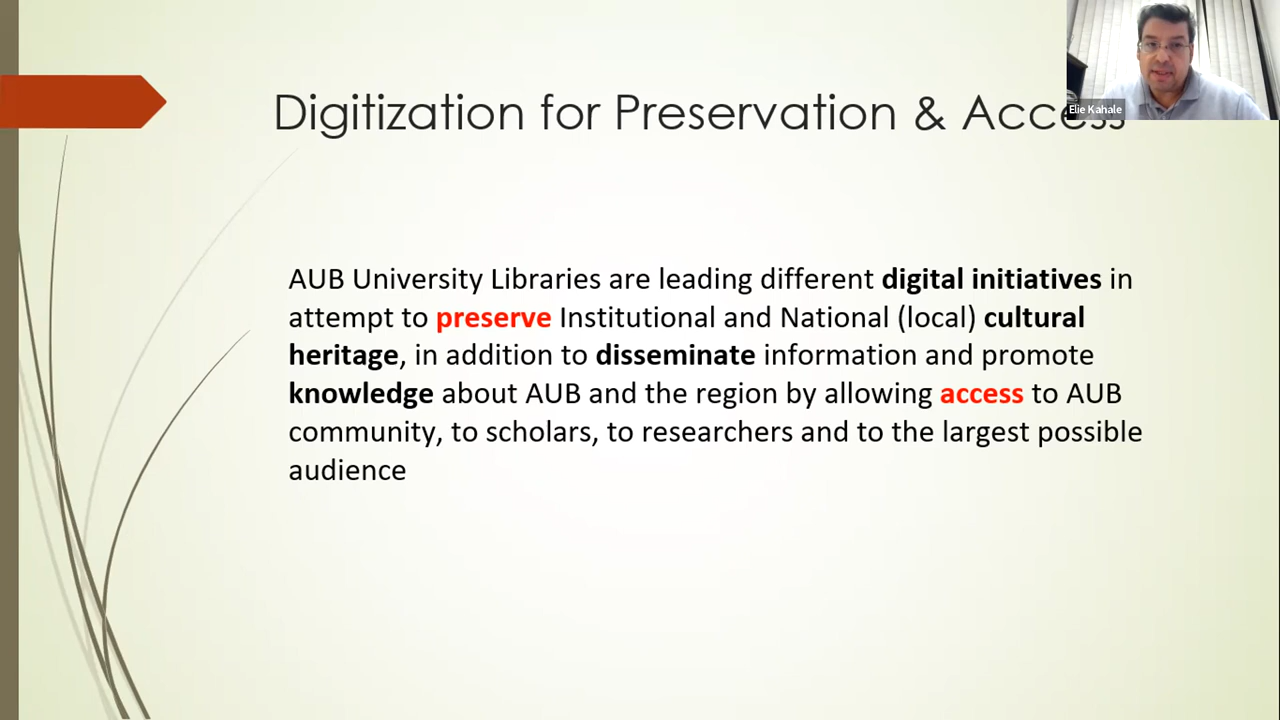 Digitization for Preservation & Access
Elie Kahale
AUB University Libraries are leading different digital initiatives in
attempt to preserve Institutional and National (local) cultural
heritage, in addition to disseminate information and promote
knowledge about AUB and the region by allowing access to AUB
community, to scholars, to researchers and to the largest possible
audience